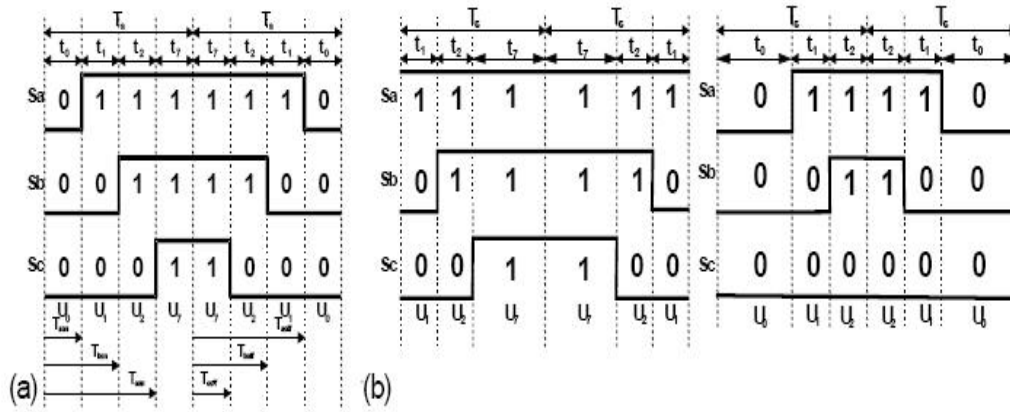 Tₛ Tₛ
t₀ t₁ t₂ t₇ t₇ t₂ t₁ t₀
Sa 0 1 1 1 1 1 1 0
Sb 0 0 1 1 1 1 0 0
Sc 0 0 0 1 1 0 0 0
U₀ U₁ U₂ U₇ U₇ U₂ U₁ U₀
(a)
Tₛ Tₛ
t₁ t₂ t₇ t₇ t₂ t₁
Sa 1 1 1 1 1 1
Sb 0 1 1 1 1 0
Sc 0 0 1 1 0 0
U₁ U₂ U₇ U₇ U₂ U₁
(b)
Tₛ Tₛ
t₀ t₁ t₂ t₂ t₁ t₀
Sa 0 1 1 1 1 0
Sb 0 0 1 1 0 0
Sc 0 0 0 0 0 0
U₀ U₁ U₂ U₂ U₁ U₀